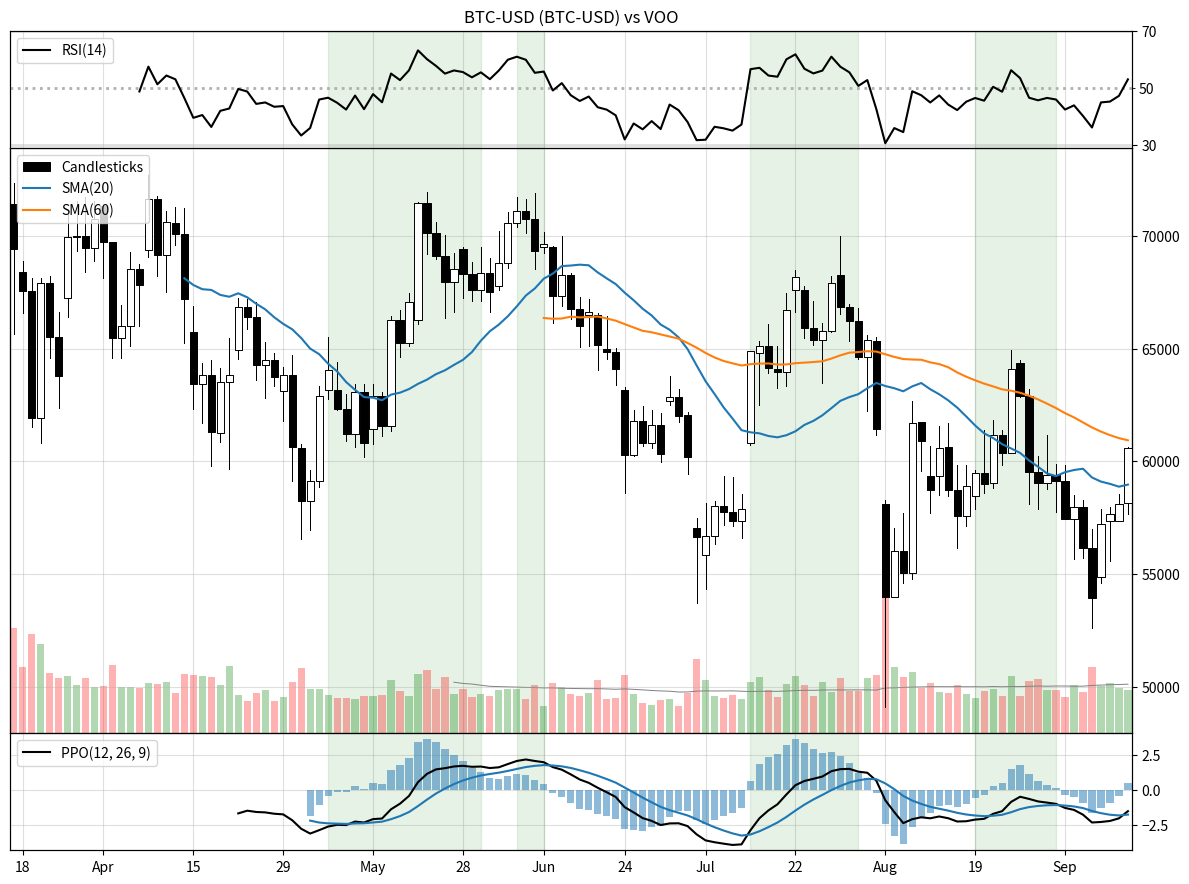 BTC-USD (BTC-USD) vs VOO
RSI(14)
70
50
30
Candlesticks
SMA(20)
SMA(60)
70000
65000
60000
55000
50000
PPO(12, 26, 9)
2.5
0.0
−2.5
18 Apr 15 29 May 28 Jun 24 Jul 22 Aug 19 Sep